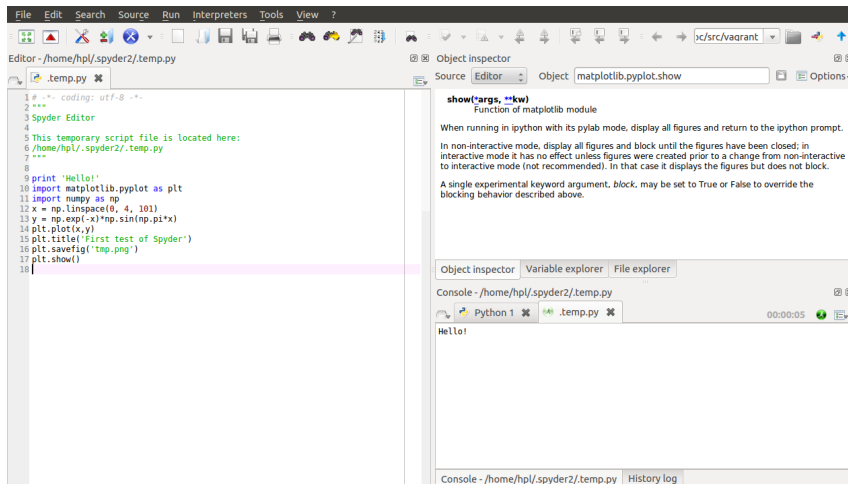 File Edit Search Source Run Interpreters Tools View ?
c/src/vagrant
Editor - /home/hpl/.spyder2/.temp.py
.temp.py
1 # -*- coding: utf-8 -*-
2 """
3 Spyder Editor
4
5 This temporary script file is located here:
6 /home/hpl/.spyder2/.temp.py
7 """
8
9 print 'Hello!'
10 import matplotlib.pyplot as plt
11 import numpy as np
12 x = np.linspace(0, 4, 101)
13 y = np.exp(-x)*np.sin(np.pi*x)
14 plt.plot(x,y)
15 plt.title('First test of Spyder')
16 plt.savefig('tmp.png')
17 plt.show()
18
Object inspector
Source Editor Object matplotlib.pyplot.show Options
show(*args, **kw)
Function of matplotlib module
When running in ipython with its pylab mode, display all figures and return to the ipython prompt.
In non-interactive mode, display all figures and block until the figures have been closed; in
interactive mode it has no effect unless figures were created prior to a change from non-interactive
to interactive mode (not recommended). In that case it displays the figures but does not block.
A single experimental keyword argument, block, may be set to True or False to override the
blocking behavior described above.
Object inspector Variable explorer File explorer
Console - /home/hpl/.spyder2/.temp.py
Python 1 .temp.py 00:00:05
Hello!
Console - /home/hpl/.spyder2/.temp.py History log